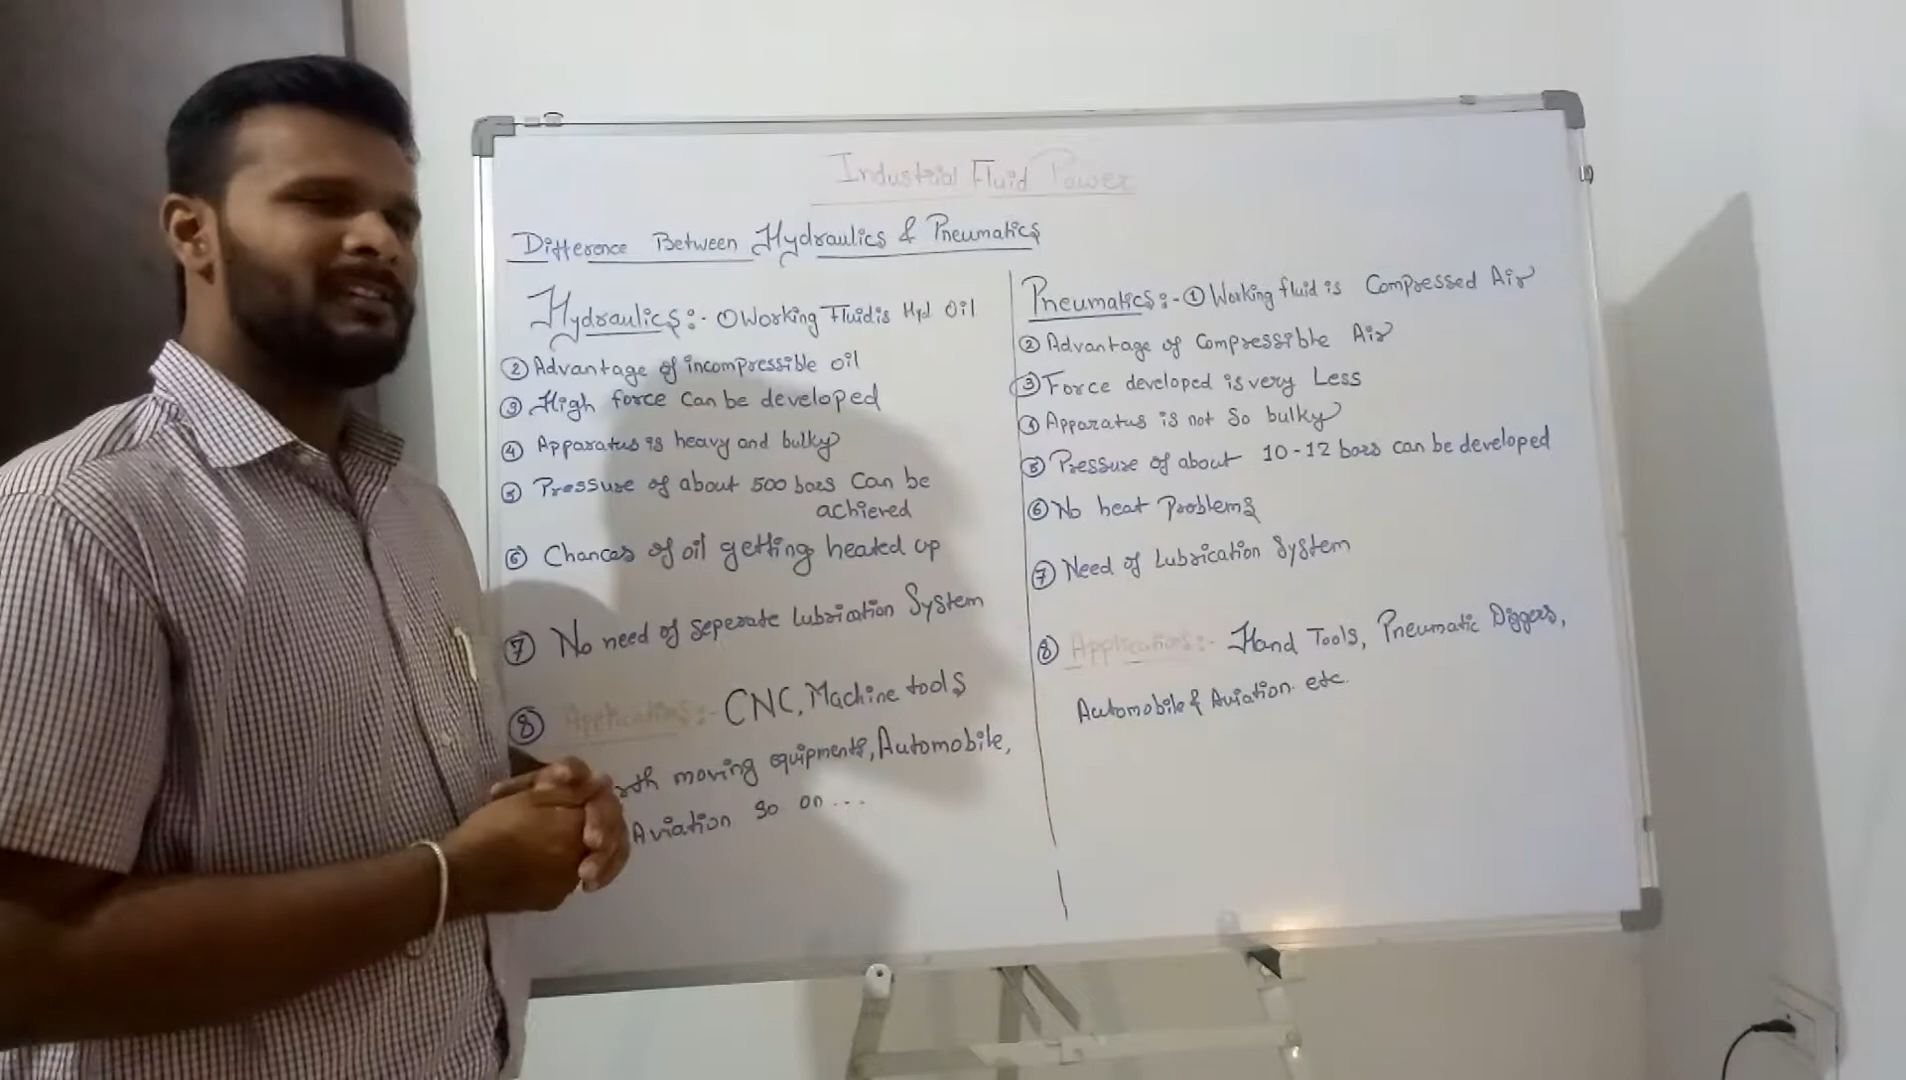 Industrial Fluid Power
Difference Between Hydraulics & Pneumatics
Hydraulics:- ① Working Fluid is Hyd Oil
② Advantage of incompressible oil
③ High force Can be developed
④ Apparatus is heavy and bulky
⑤ Pressure of about 500 bars Can be
achieved
⑥ Chances of oil getting heated up
⑦ No need of seperate lubrication System
⑧ Applications:- CNC, Machine tools
moving equipments, Automobile,
Aviation So on ...
Pneumatics:- ① Working fluid is Compressed Air
② Advantage of Compressible Air
③ Force developed is very Less
④ Apparatus is not So bulky
⑤ Pressure of about 10-12 bars can be developed
⑥ No heat Problems
⑦ Need of Lubrication System
⑧ Applications:- Hand Tools, Pneumatic Diggers,
Automobile & Aviation etc.